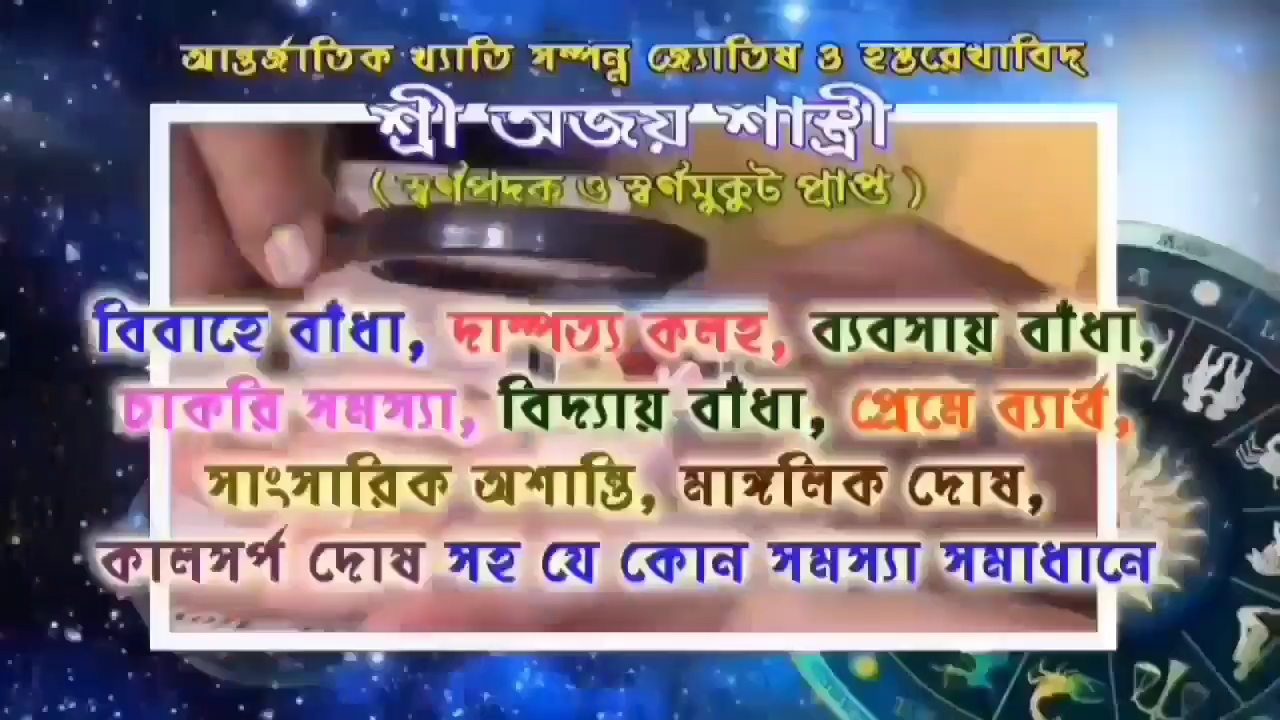 আন্তর্জাতিক খ্যাতি সম্পন্ন জ্যোতিষ ও হস্তরেখাবিদ্
শ্রী অজয় শাস্ত্রী
( স্বর্ণপদক ও স্বর্ণমুকুট প্রাপ্ত )
বিবাহে বাঁধা, দাম্পত্য কলহ, ব্যবসায় বাঁধা,
চাকরি সমস্যা, বিদ্যায় বাঁধা, প্রেমে ব্যার্থ,
সাংসারিক অশান্তি, মাঙ্গলিক দোষ,
কালসর্প দোষ সহ যে কোন সমস্যা সমাধানে